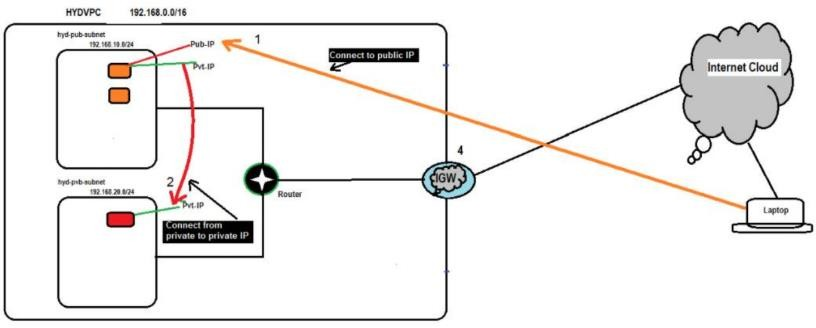 HYDVPC 192.168.0.0/16
hyd-pub-subnet
192.168.10.0/24
Pub-IP
1
Connect to public IP
Pvt-IP
Internet Cloud
4
IGW
2
Router
hyd-pvb-subnet
192.168.20.0/24
Pvt-IP
Laptop
Connect from
private to private IP